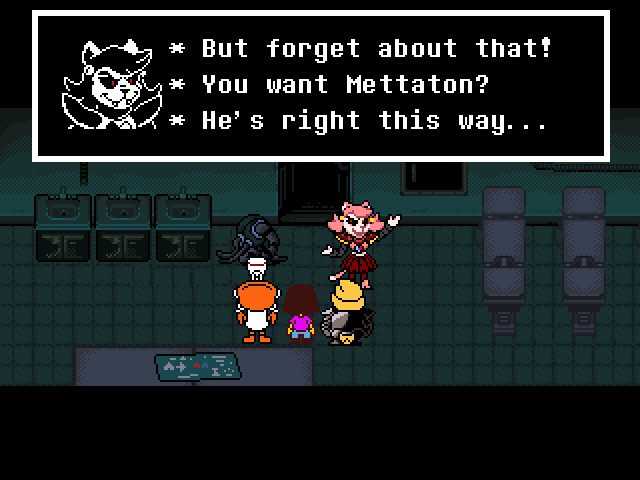 * But forget about that!
* You want Mettaton?
* He's right this way...